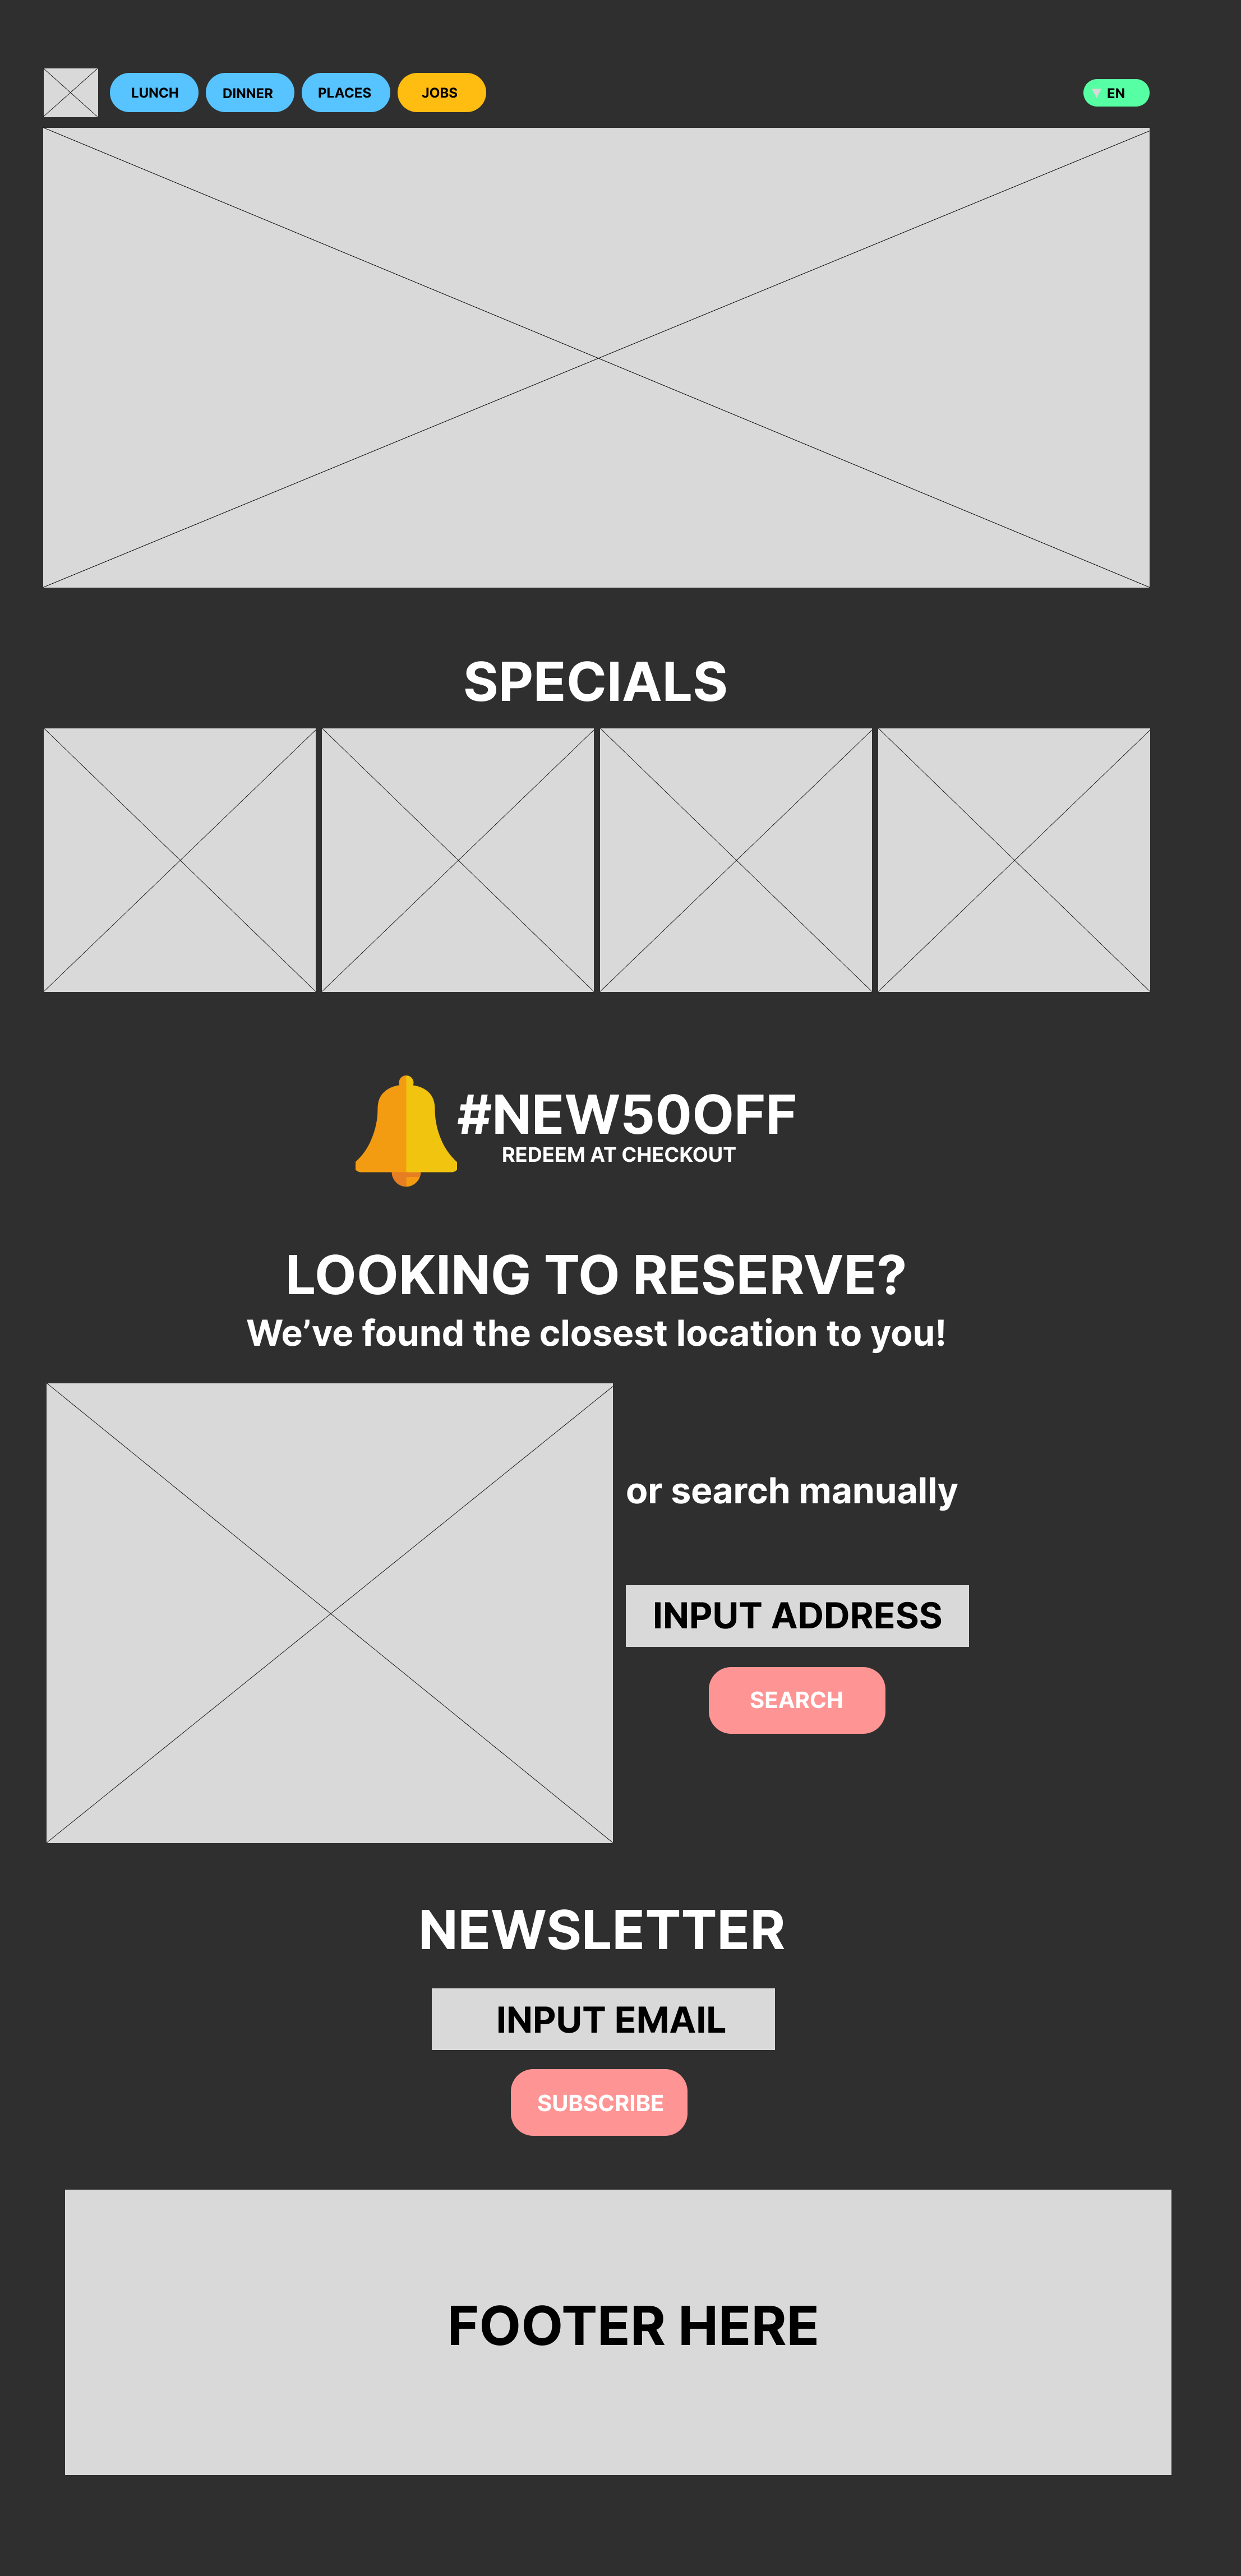 LUNCH
DINNER
PLACES
JOBS
EN
SPECIALS
#NEW50OFF
REDEEM AT CHECKOUT
LOOKING TO RESERVE?
We’ve found the closest location to you!
or search manually
INPUT ADDRESS
SEARCH
NEWSLETTER
INPUT EMAIL
SUBSCRIBE
FOOTER HERE